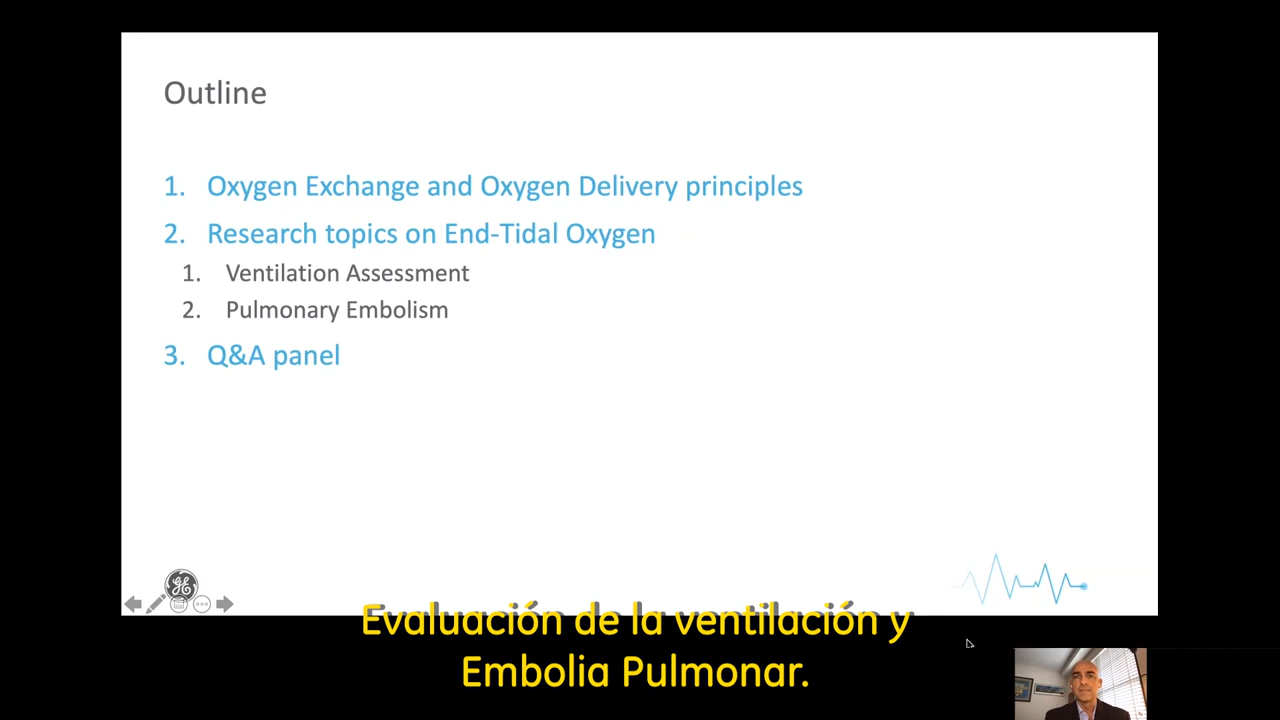 Outline
1. Oxygen Exchange and Oxygen Delivery principles
2. Research topics on End-Tidal Oxygen
1. Ventilation Assessment
2. Pulmonary Embolism
3. Q&A panel
GE
Evaluación de la ventilación y
Embolia Pulmonar.